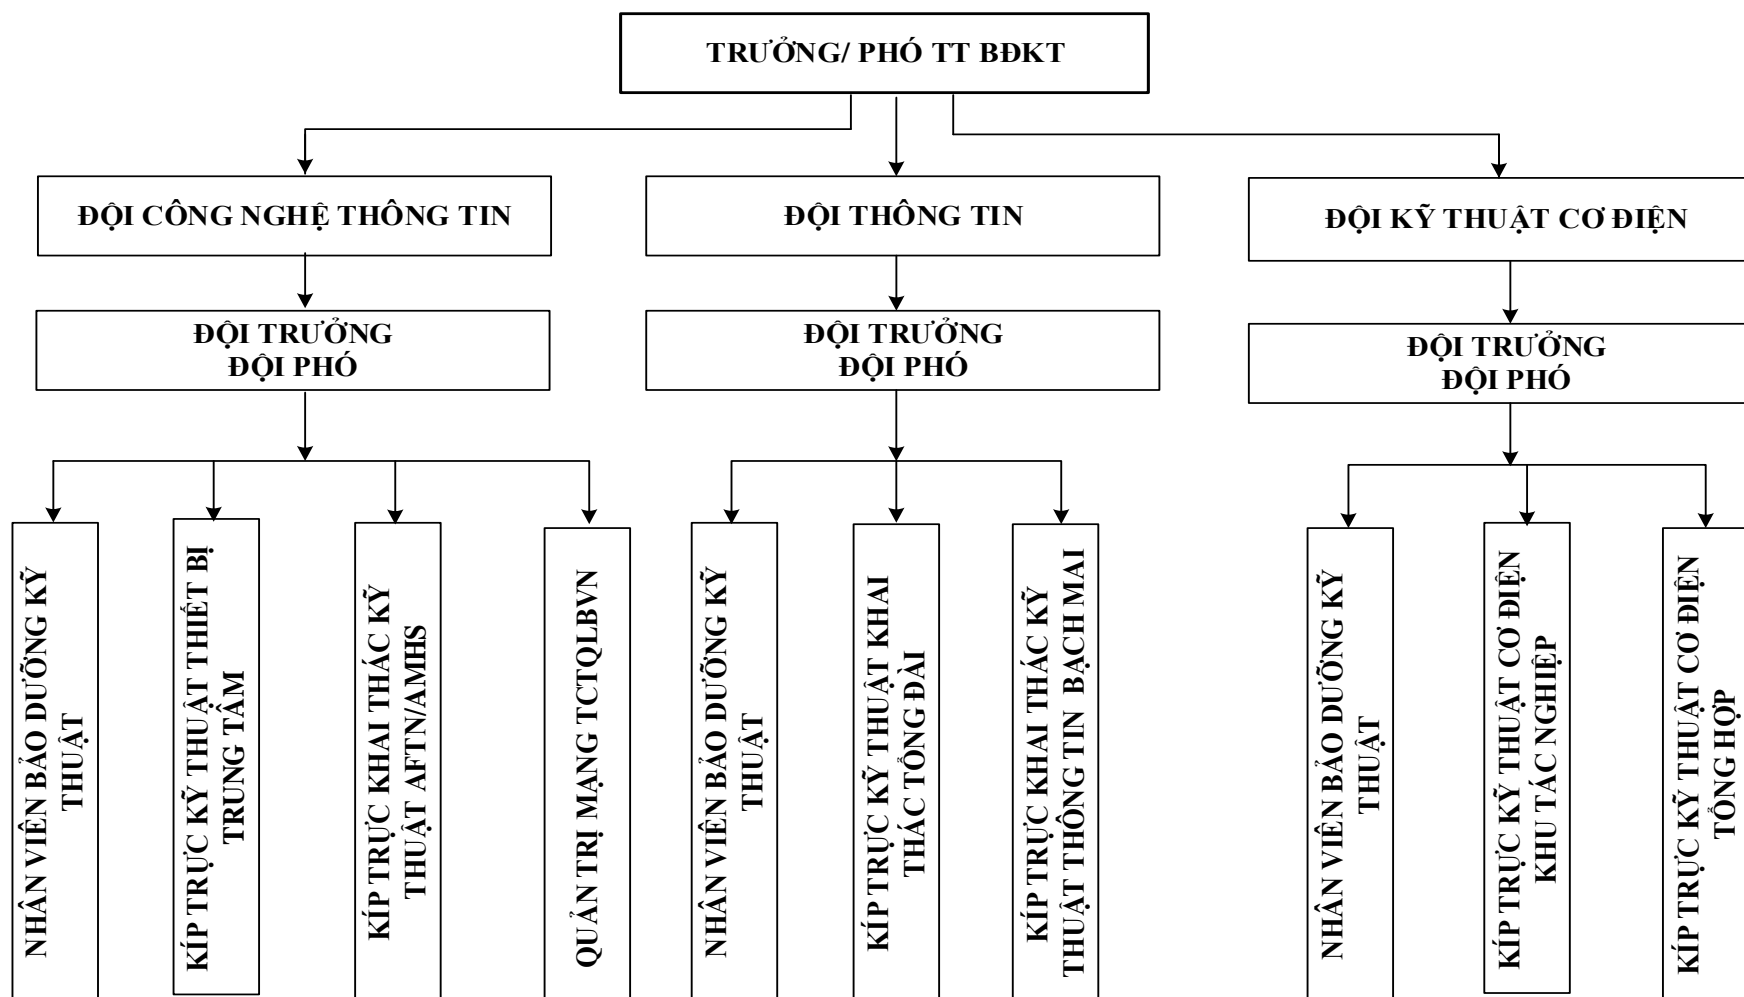 TRƯỞNG/ PHÓ TT BĐKT
ĐỘI CÔNG NGHỆ THÔNG TIN
ĐỘI THÔNG TIN
ĐỘI KỸ THUẬT CƠ ĐIỆN
ĐỘI TRƯỞNG
ĐỘI PHÓ
ĐỘI TRƯỞNG
ĐỘI PHÓ
ĐỘI TRƯỞNG
ĐỘI PHÓ
NHÂN VIÊN BẢO DƯỠNG KỸ
THUẬT
KÍP TRỰC KỸ THUẬT THIẾT BỊ
TRUNG TÂM
KÍP TRỰC KHAI THÁC KỸ
THUẬT AFTN/AMHS
QUẢN TRỊ MẠNG TCTQLBVN
NHÂN VIÊN BẢO DƯỠNG KỸ
THUẬT
KÍP TRỰC KỸ THUẬT KHAI
THÁC TỔNG ĐÀI
KÍP TRỰC KHAI THÁC KỸ
THUẬT THÔNG TIN BẠCH MAI
NHÂN VIÊN BẢO DƯỠNG KỸ
THUẬT
KÍP TRỰC KỸ THUẬT CƠ ĐIỆN
KHU TÁC NGHIỆP
KÍP TRỰC KỸ THUẬT CƠ ĐIỆN
TỔNG HỢP